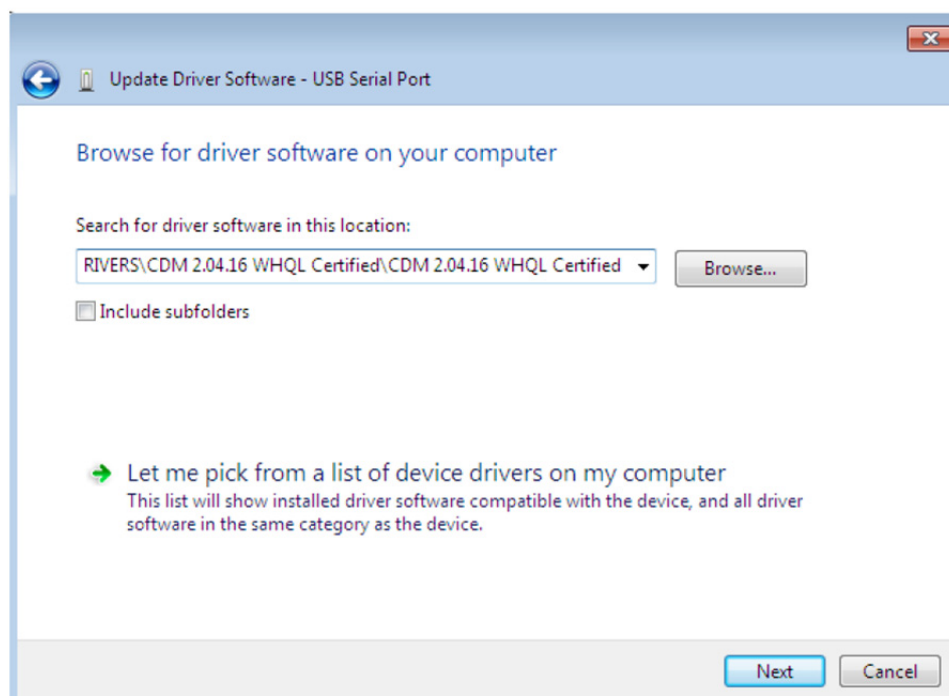 Update Driver Software - USB Serial Port
Browse for driver software on your computer
Search for driver software in this location:
RIVERS\CDM 2.04.16 WHQL Certified\CDM 2.04.16 WHQL Certified
Browse...
Include subfolders
Let me pick from a list of device drivers on my computer
This list will show installed driver software compatible with the device, and all driver
software in the same category as the device.
Next
Cancel